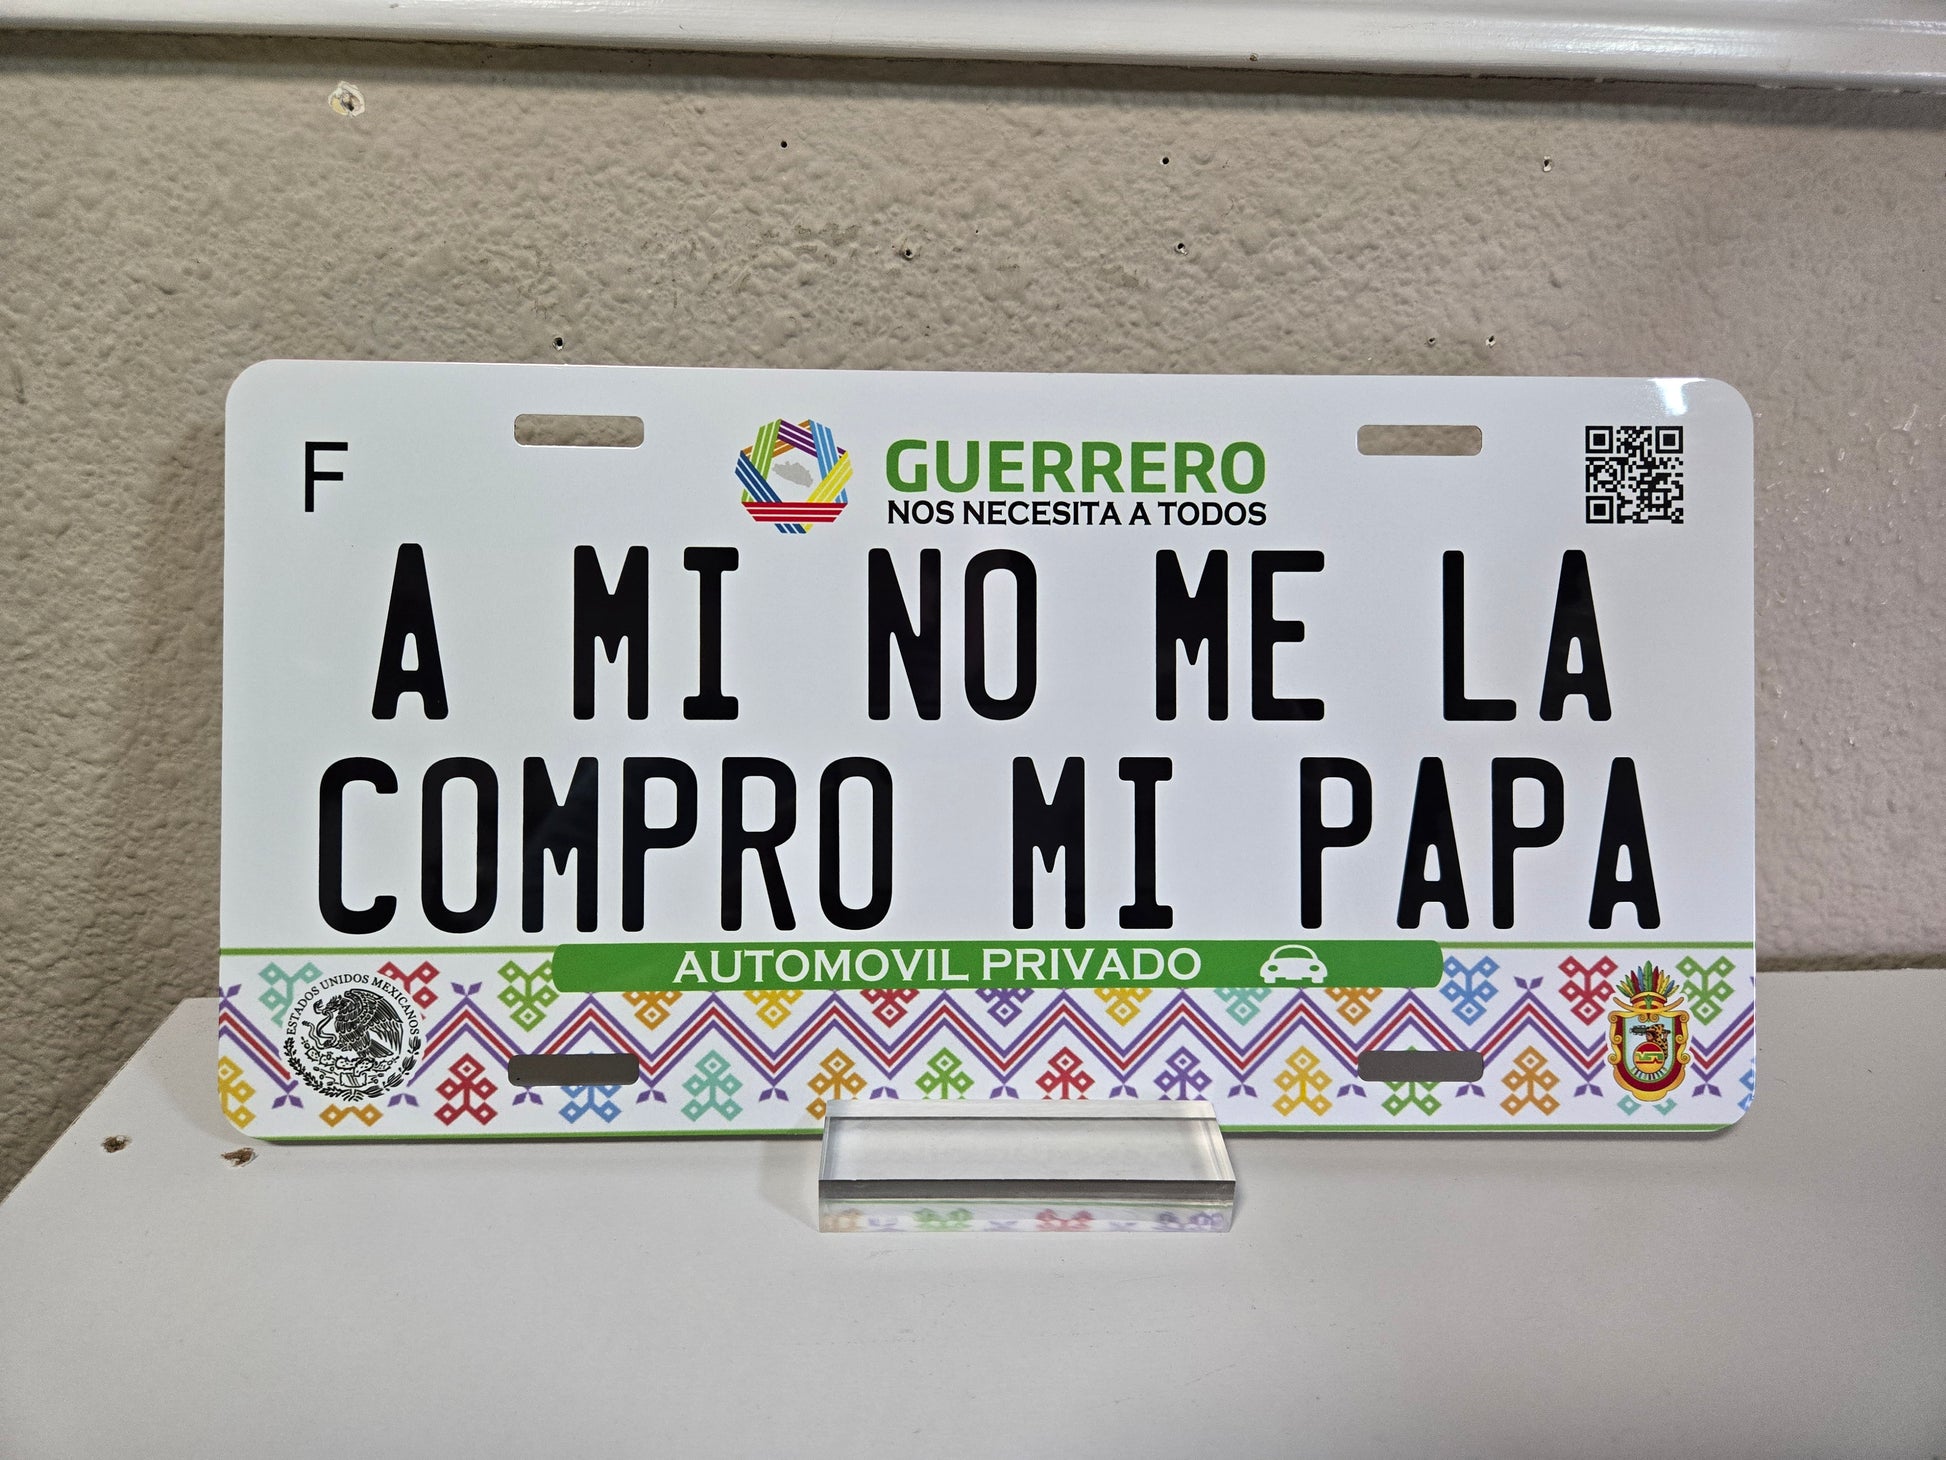 F
GUERRERO
NOS NECESITA A TODOS
A MI NO ME LA
COMPRO MI PAPA
AUTOMOVIL PRIVADO
ESTADOS UNIDOS MEXICANOS